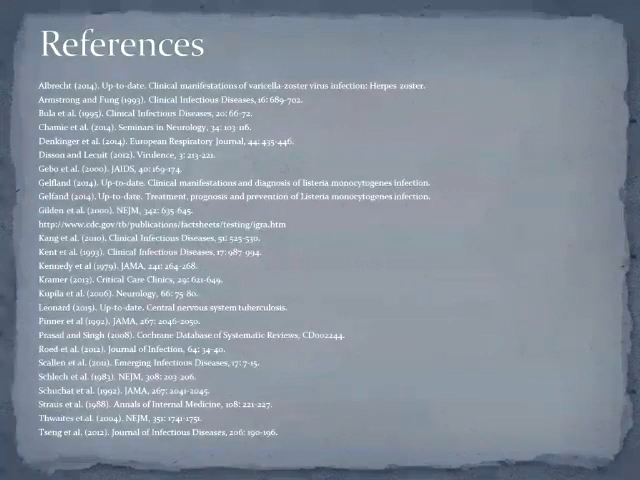 References
Albrecht (2014). Up-to-date. Clinical manifestations of varicella-zoster virus infection: Herpes zoster.
Armstrong and Fung (1993). Clinical Infectious Diseases, 16: 689-702.
Bula et al. (1995). Clinical Infectious Diseases, 20: 66-72.
Chamie et al. (2014). Seminars in Neurology, 34: 103-116.
Denkinger et al. (2014). European Respiratory Journal, 44: 435-446.
Disson and Lecuit (2012). Virulence, 3: 213-221.
Gebo et al. (2000). JAIDS, 40: 169-174.
Gelfland (2014). Up-to-date. Clinical manifestations and diagnosis of listeria monocytogenes infection.
Gelfand (2014). Up-to-date. Treatment, prognosis and prevention of Listeria monocytogenes infection.
Gilden et al. (2000). NEJM, 342: 635-645.
http://www.cdc.gov/tb/publications/factsheets/testing/igra.htm
Kang et al. (2010). Clinical Infectious Diseases, 51: 525-530.
Kent et al. (1993). Clinical Infectious Diseases, 17: 987-994.
Kennedy et al (1979). JAMA, 241: 264-268.
Kramer (2013). Critical Care Clinics, 29: 621-649.
Kupila et al. (2006). Neurology, 66: 75-80.
Leonard (2015). Up-to-date. Central nervous system tuberculosis.
Pinner et al (1992). JAMA, 267: 2046-2050.
Prasad and Singh (2008). Cochrane Database of Systematic Reviews, CD002244.
Roed et al. (2012). Journal of Infection, 64: 34-40.
Scallen et al. (2011). Emerging Infectious Diseases, 17: 7-15.
Schlech et al. (1983). NEJM, 308: 203-206.
Schuchat et al. (1992). JAMA, 267: 2041-2045.
Straus et al. (1988). Annals of Internal Medicine, 108: 221-227.
Thwaites et al. (2004). NEJM, 351: 1741-1751.
Tseng et al. (2012). Journal of Infectious Diseases, 206: 190-196.